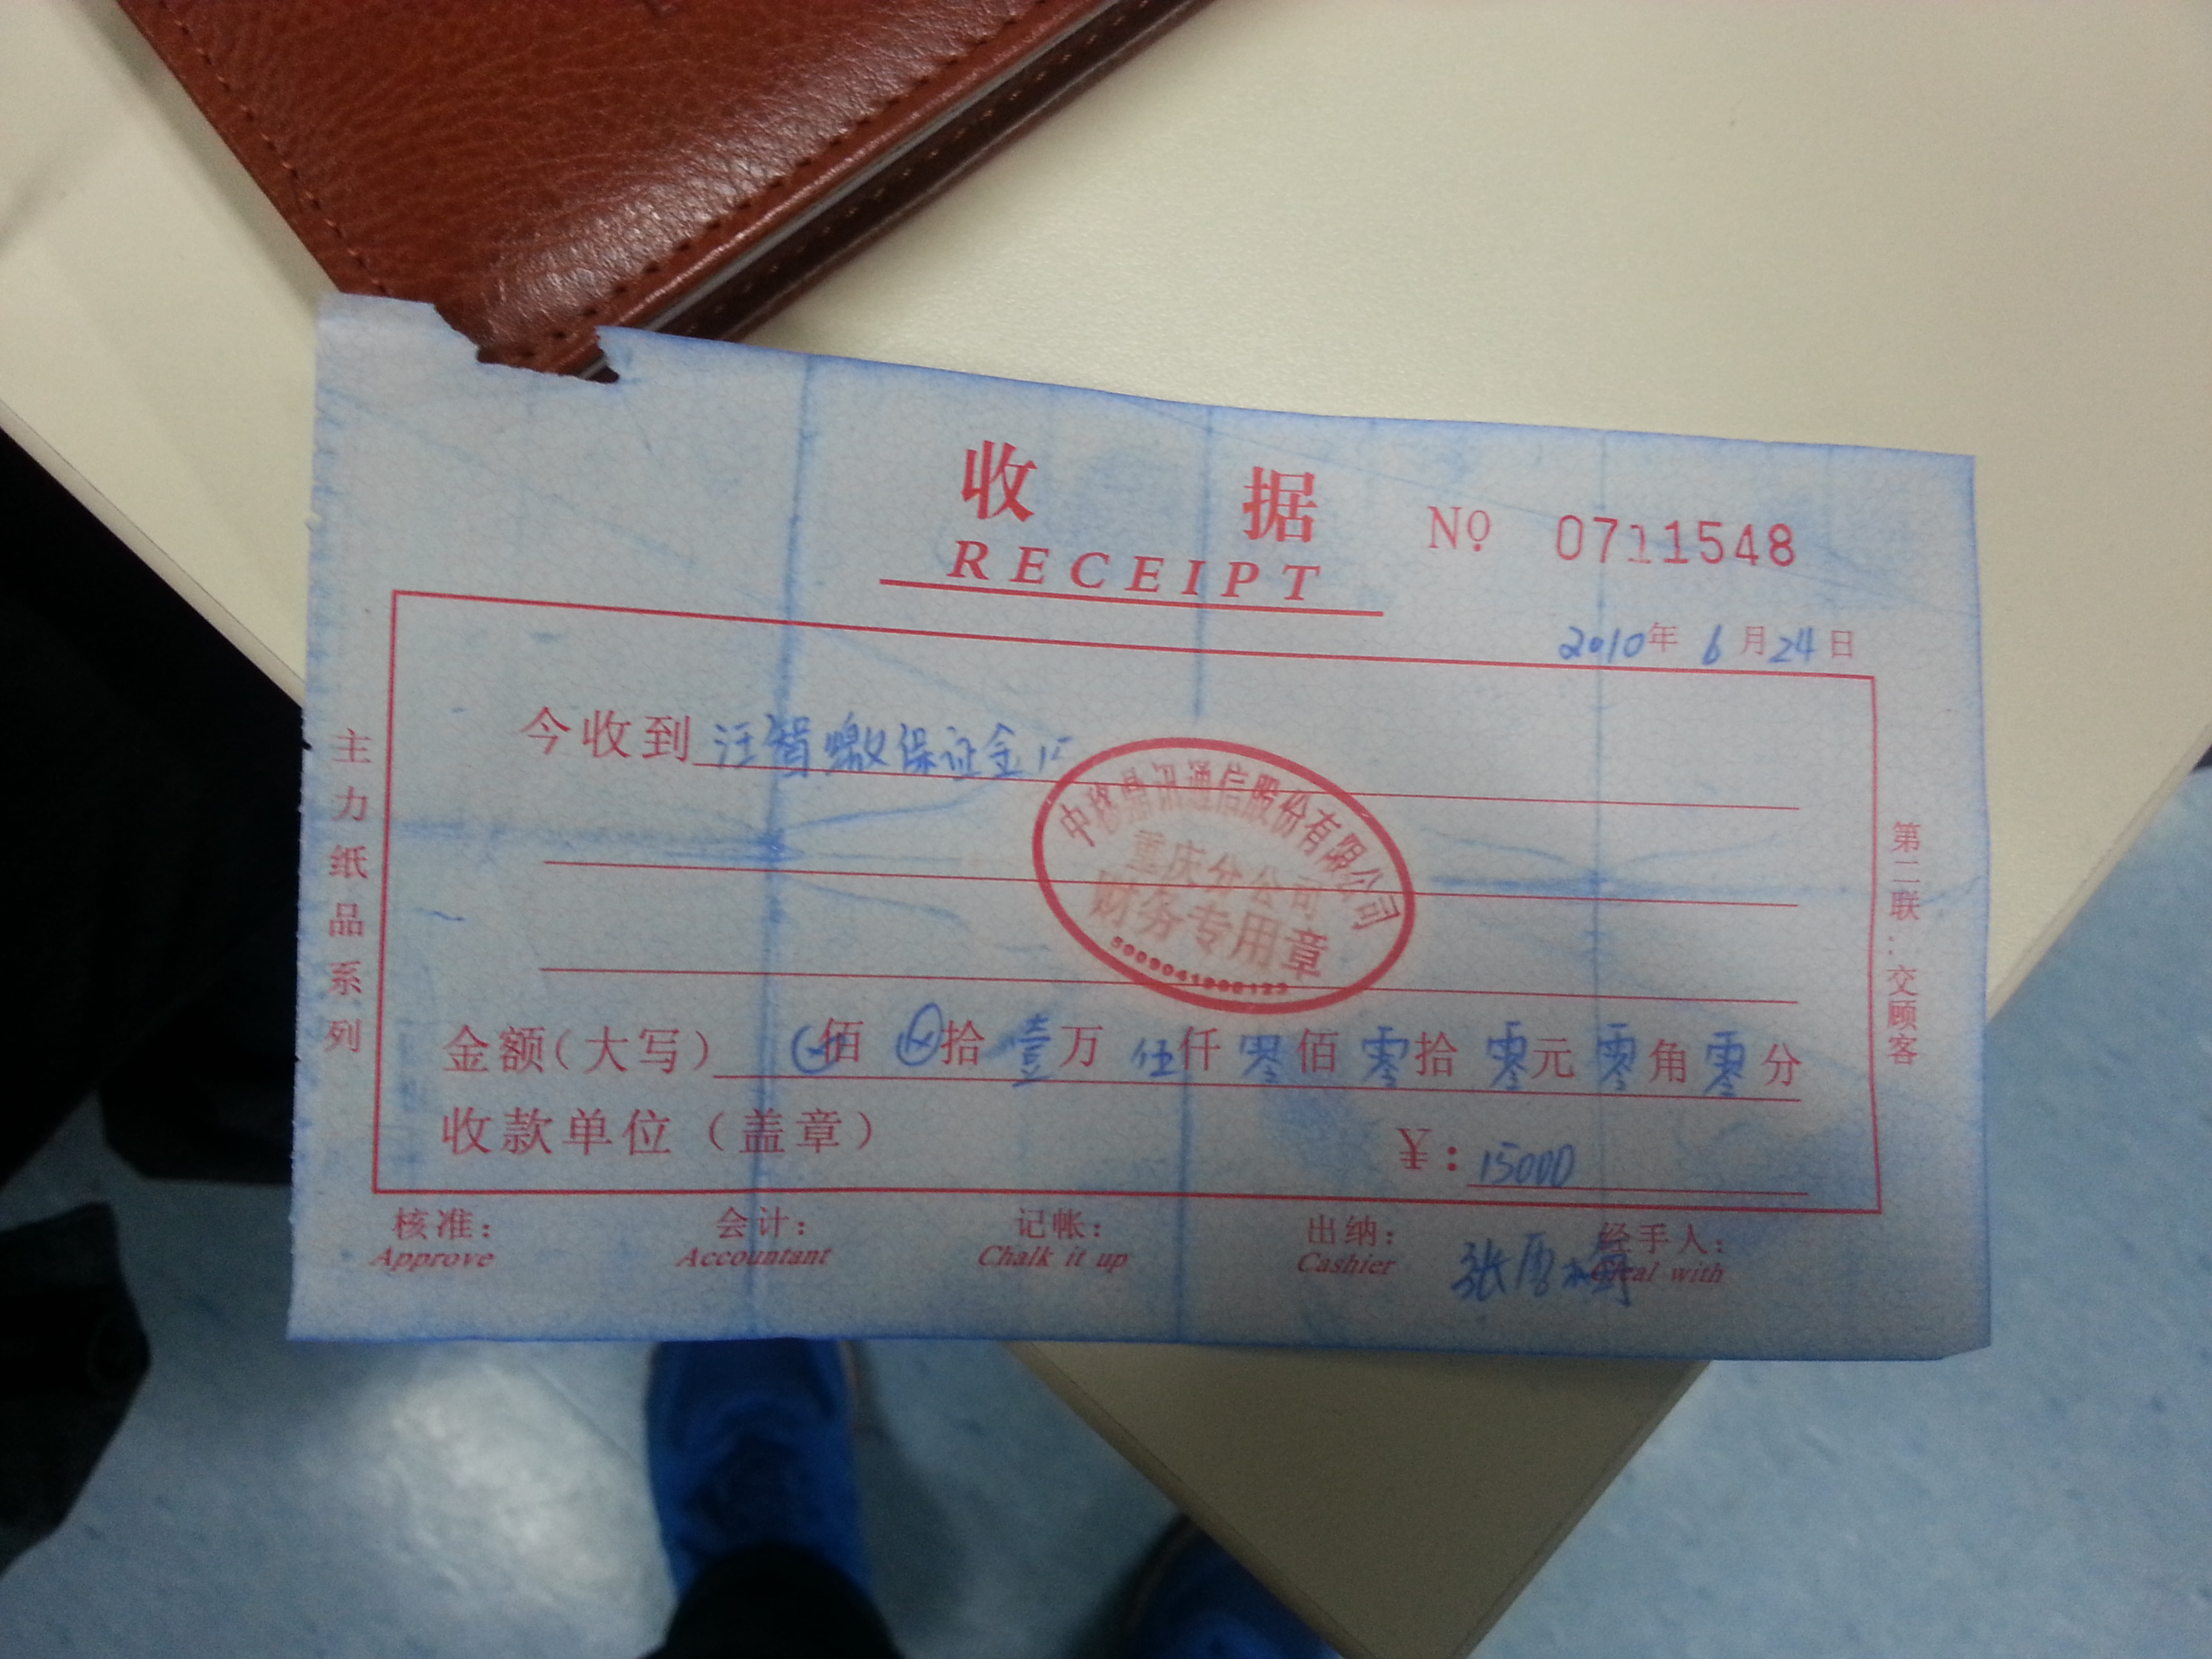 收 据
RECEIPT
№ 0711548
2010年 6月24日
今收到 汪智缴保证金
中移鼎讯通信股份有限公司
重庆分公司
财务专用章
金额(大写) ⓧ佰 ⓧ拾 壹万 伍仟 零佰 零拾 零元 零角 零分
收款单位(盖章)
¥: 15000
核准: 会计: 记帐: 出纳: 经手人:
Approve Accountant Chalk it up Cashier Deal with
主力纸品系列
第二联:交顾客